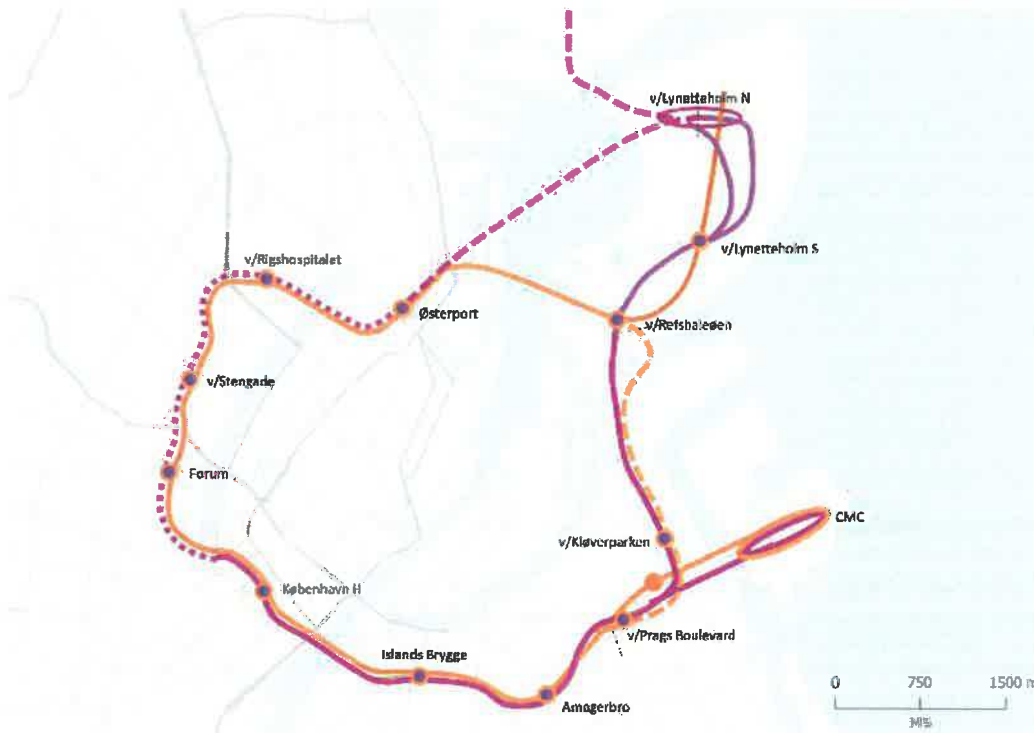 v/Lynetteholm N
v/Rigshospitalet
v/Lynetteholm S
Østerport
v/Refshaleøen
v/Stengade
Forum
CMC
v/Kløverparken
København H
v/Prags Boulevard
Islands Brygge
Amagerbro
0 750 1500 m